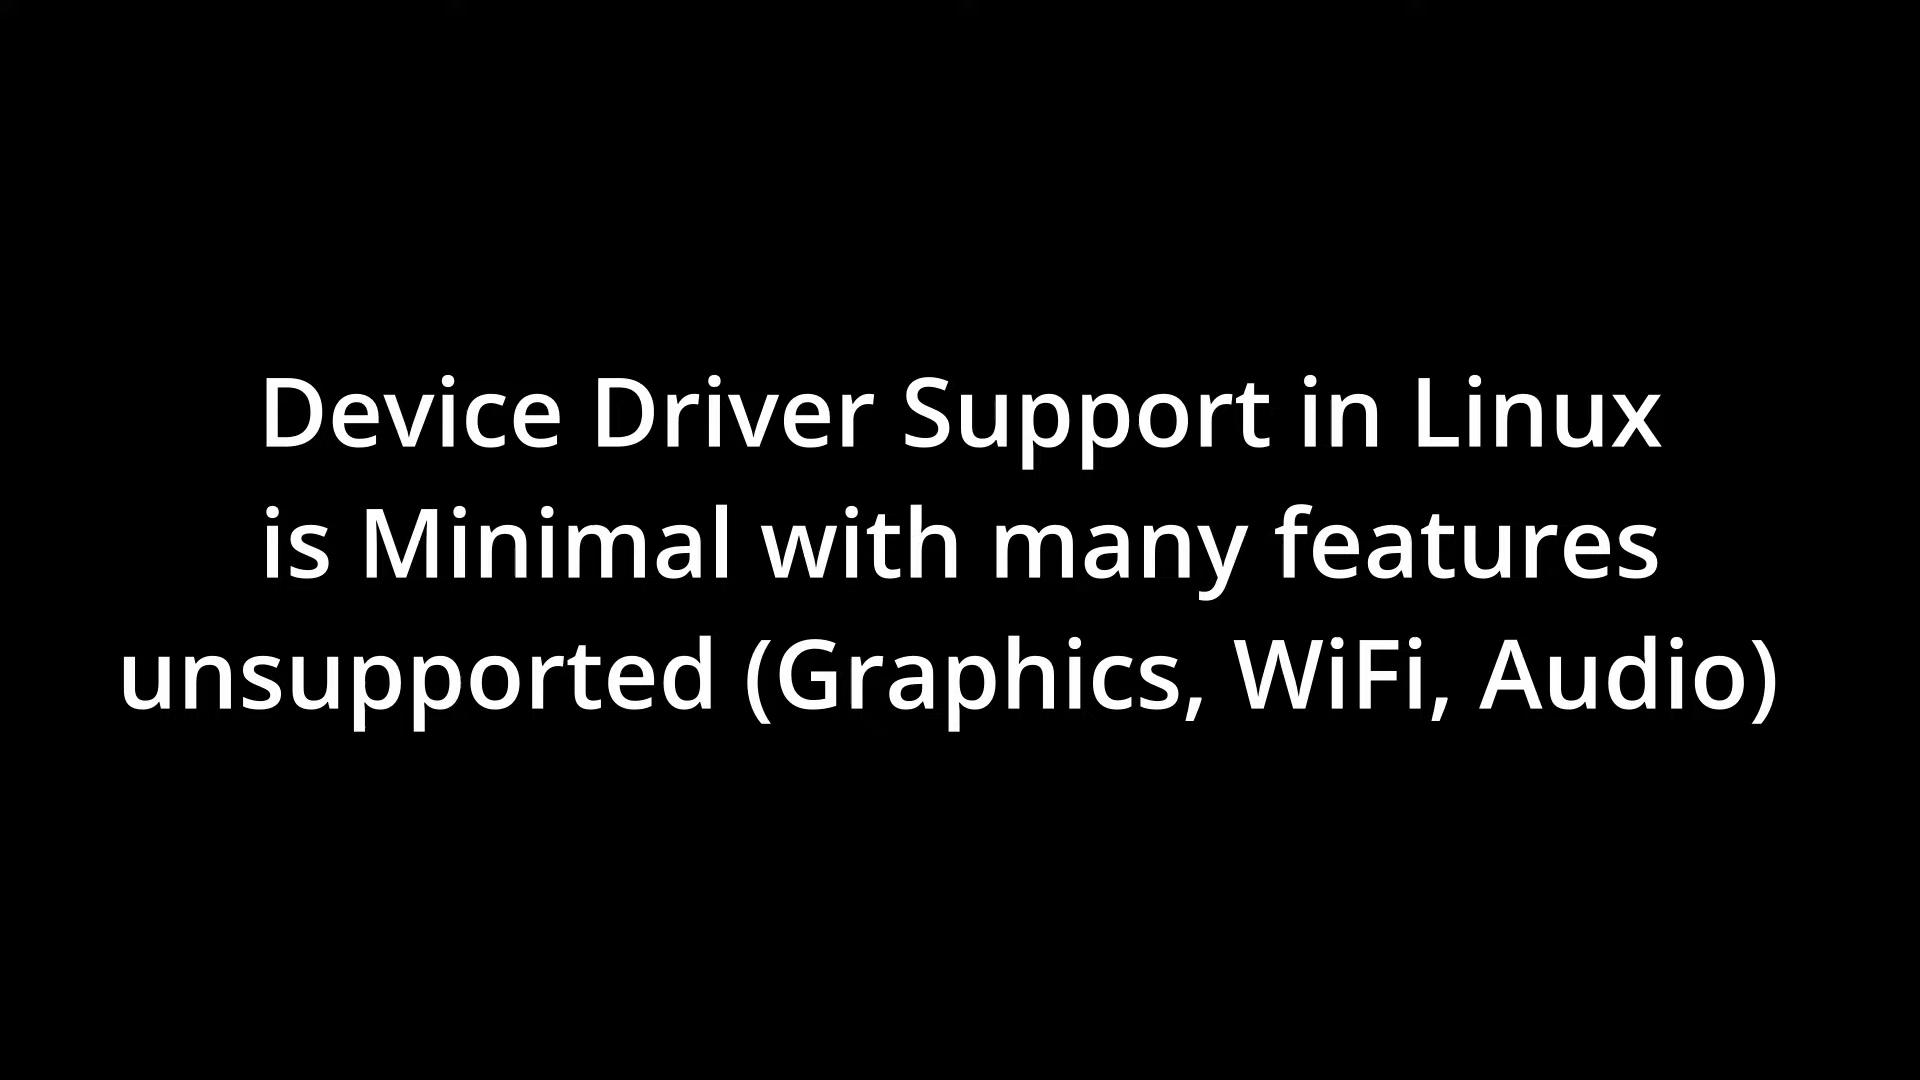 Device Driver Support in Linux
is Minimal with many features
unsupported (Graphics, WiFi, Audio)